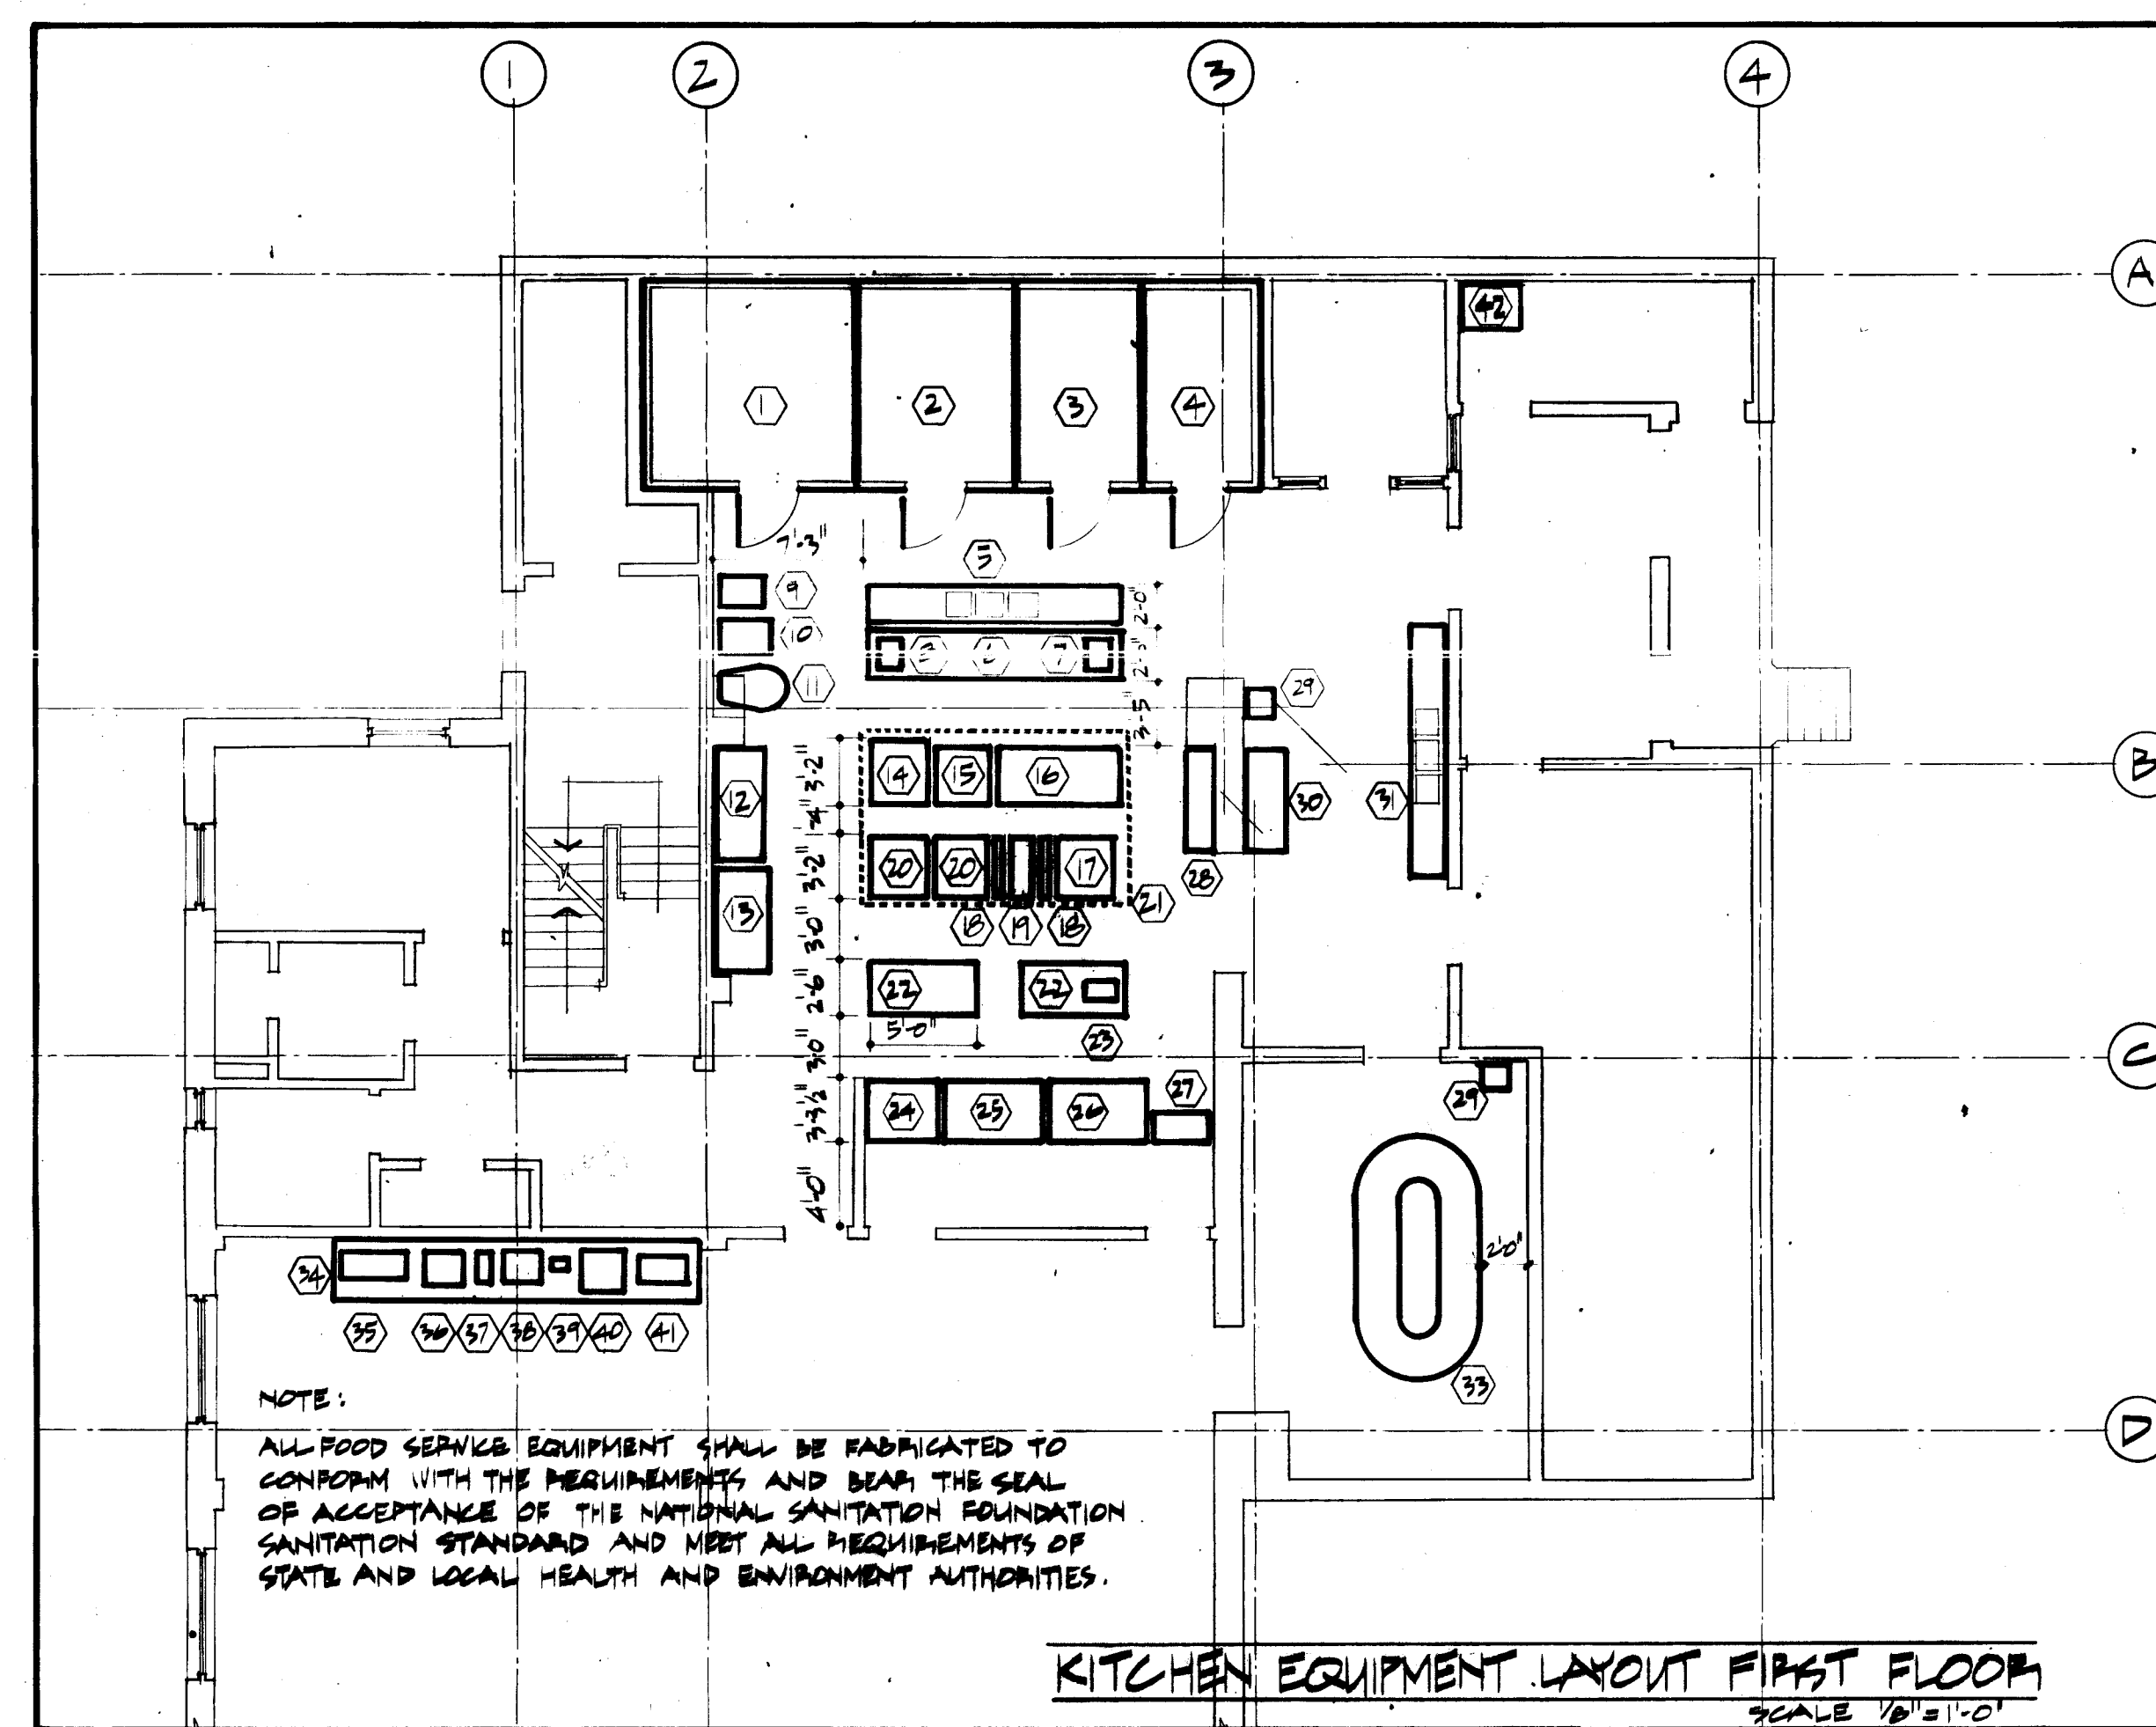 1 2 3 4
A
42
1 2 3 4
7'-3"
5
9
2'-0"
10
8 6 7
2'-0"
11
29
3'-5"
B
14 15 16
3'-2"
12
30 31
4"
20 20 17
3'-2"
28
13
21
18 19 18
3'-0"
22 22
2'-6"
5'-0"
23
3'-0"
C
27
24 25 26
29
3'-3½"
4'-0"
2'-0"
34
35 36 37 38 39 40 41
33
NOTE:
D
ALL FOOD SERVICE EQUIPMENT SHALL BE FABRICATED TO
CONFORM WITH THE REQUIREMENTS AND BEAR THE SEAL
OF ACCEPTANCE OF THE NATIONAL SANITATION FOUNDATION
SANITATION STANDARD AND MEET ALL REQUIREMENTS OF
STATE AND LOCAL HEALTH AND ENVIRONMENT AUTHORITIES.
KITCHEN EQUIPMENT LAYOUT FIRST FLOOR
SCALE 1/8"=1'-0"